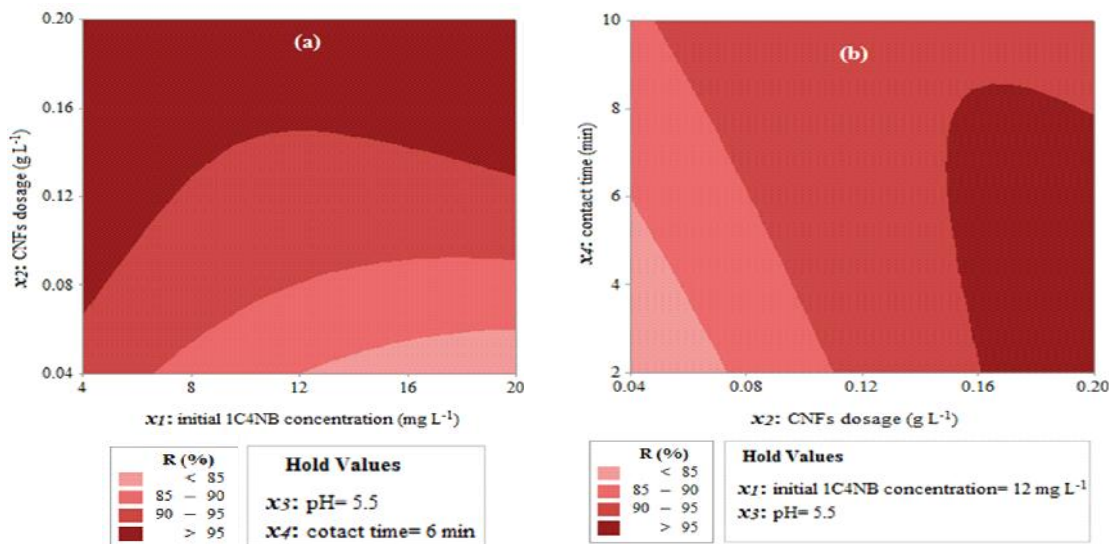 (a)
0.20
0.16
0.12
0.08
0.04
x2: CNFs dosage (g L-1)
4 8 12 16 20
x1: initial 1C4NB concentration (mg L-1)
R (%)
< 85
85 – 90
90 – 95
> 95
Hold Values
x3: pH= 5.5
x4: cotact time= 6 min
(b)
10
8
6
4
2
x4: contact time (min)
0.04 0.08 0.12 0.16 0.20
x2: CNFs dosage (g L-1)
R (%)
< 85
85 – 90
90 – 95
> 95
Hold Values
x1: initial 1C4NB concentration= 12 mg L-1
x3: pH= 5.5